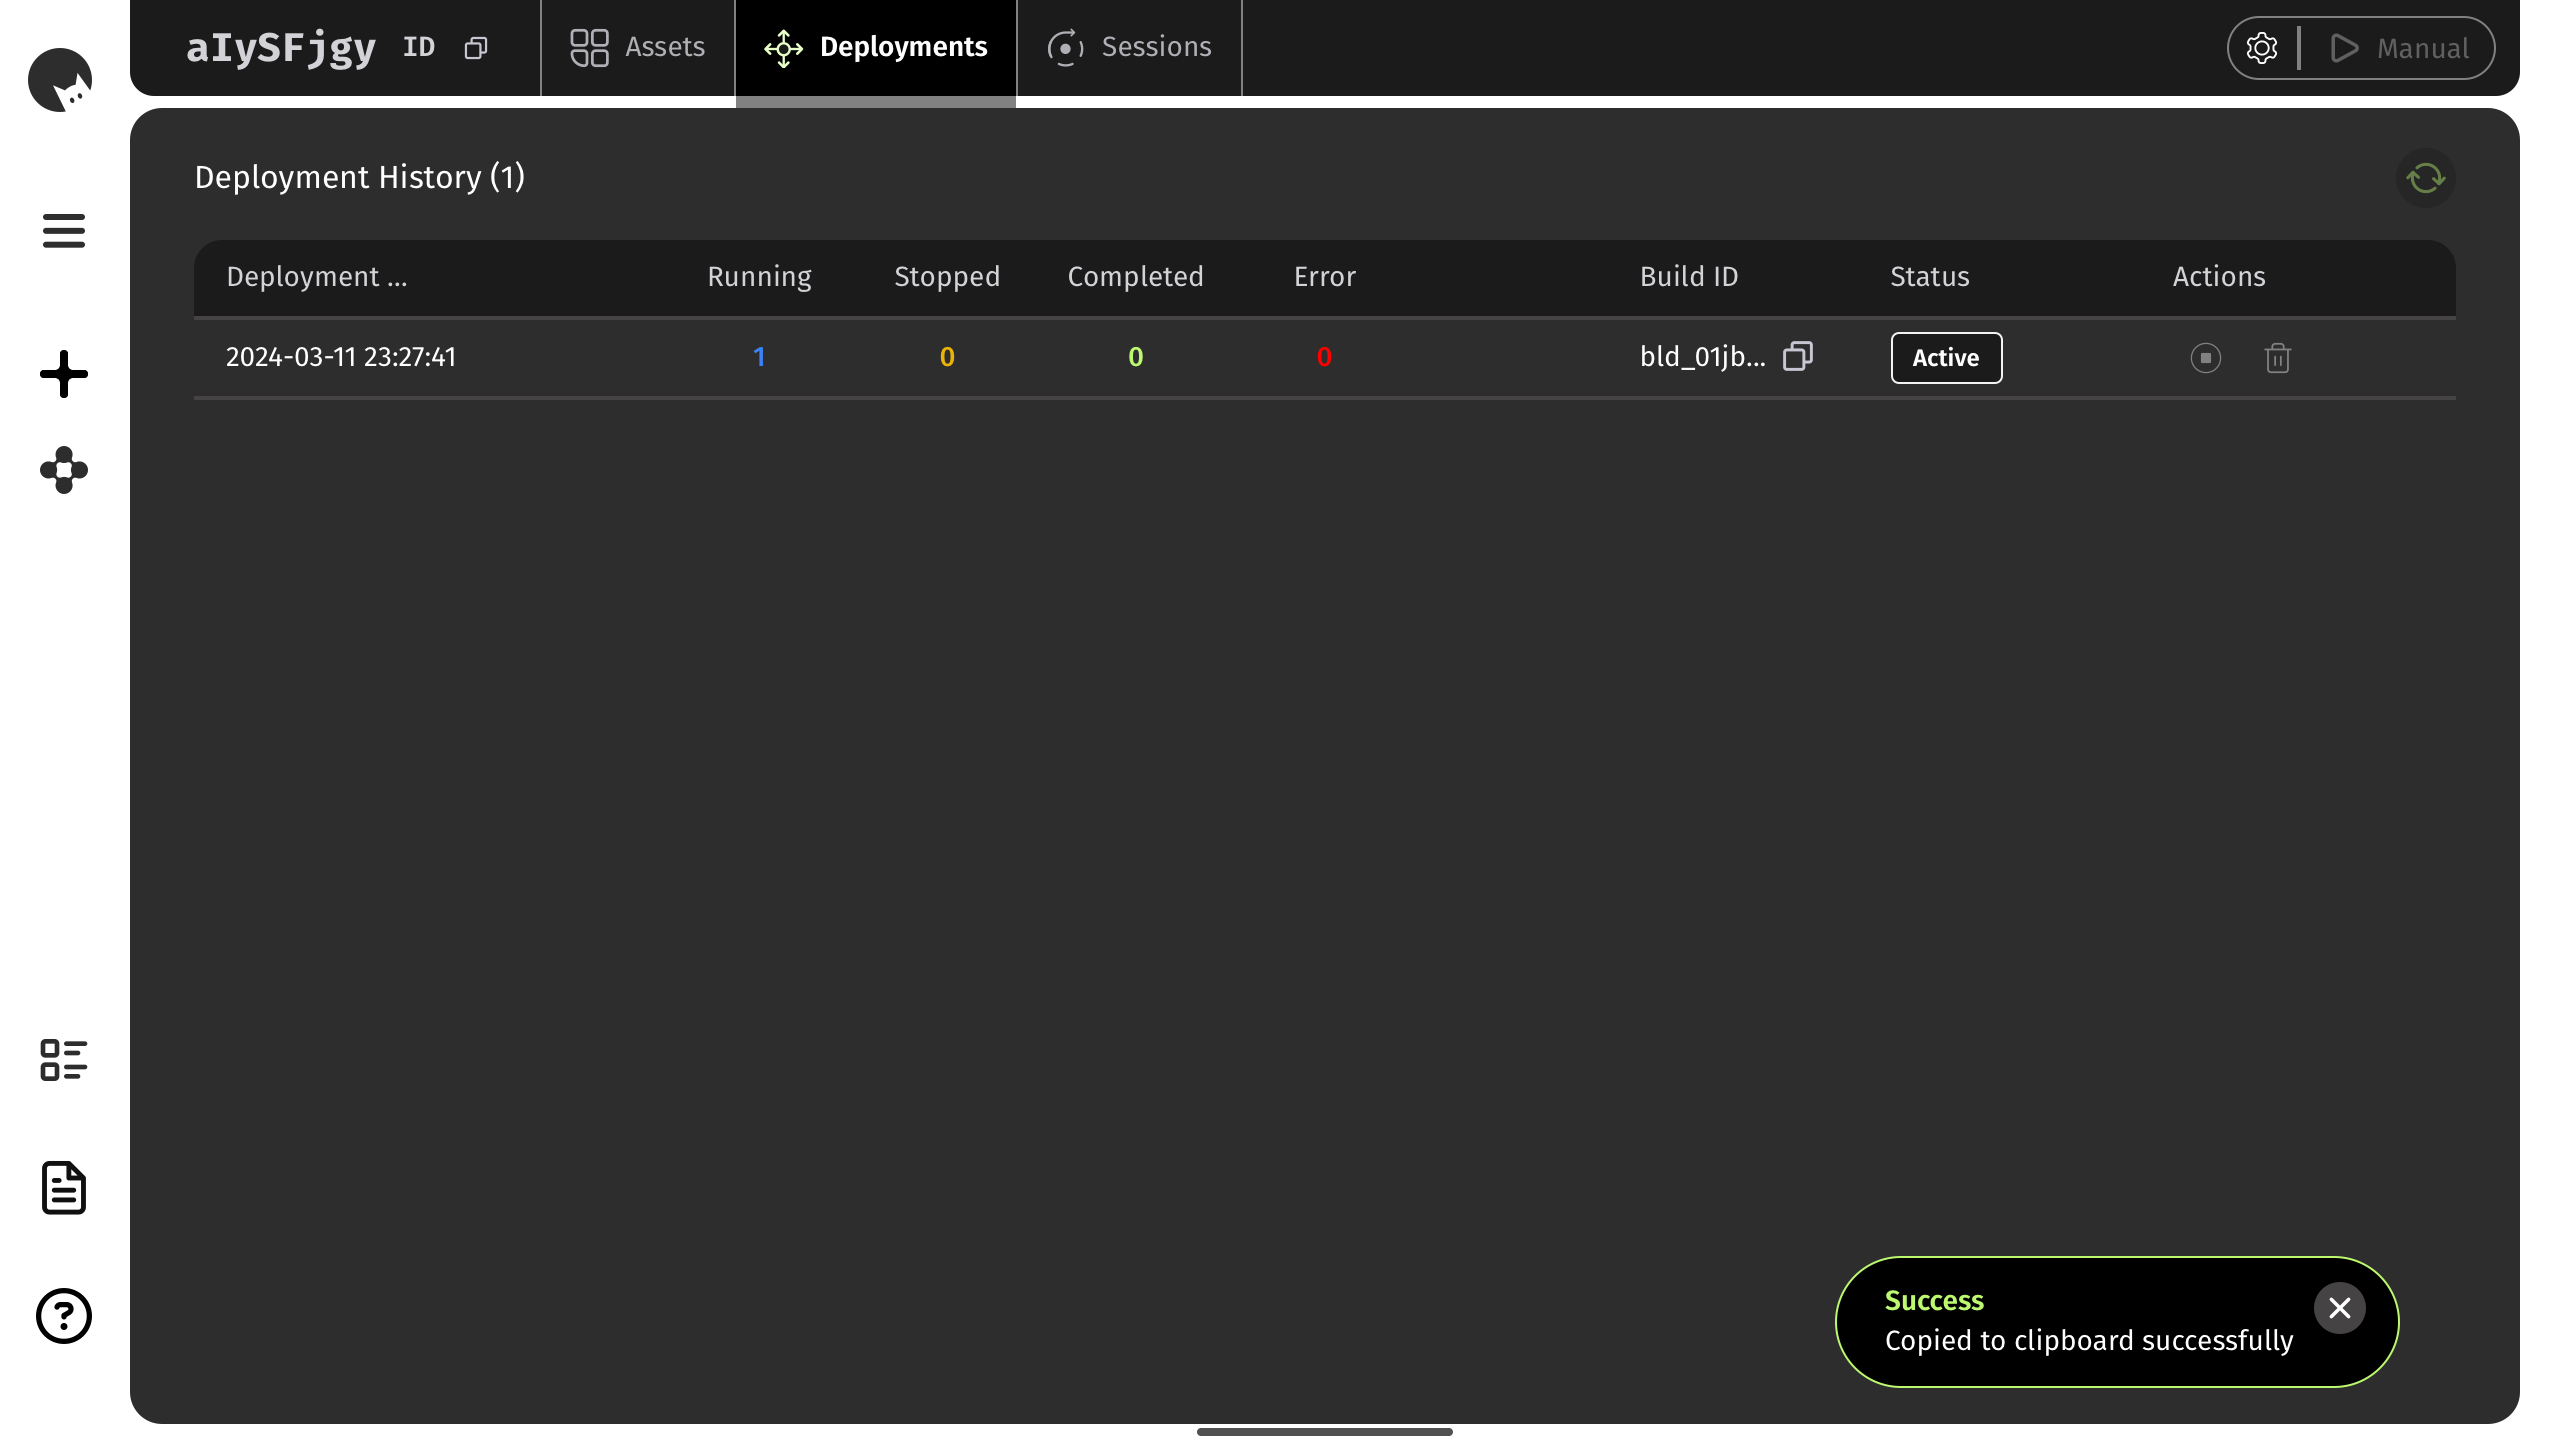 aIySFjgy ID Assets Deployments Sessions Manual
Deployment History (1)
Deployment ... Running Stopped Completed Error Build ID Status Actions
2024-03-11 23:27:41 1 0 0 0 bld_01jb... Active
Success
Copied to clipboard successfully